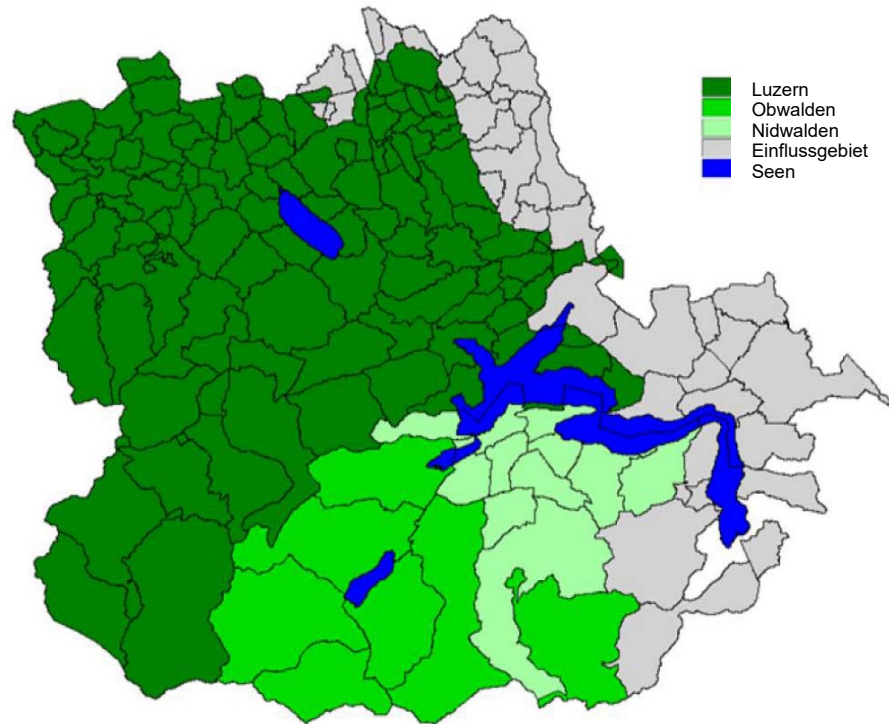 Luzern
Obwalden
Nidwalden
Einflussgebiet
Seen